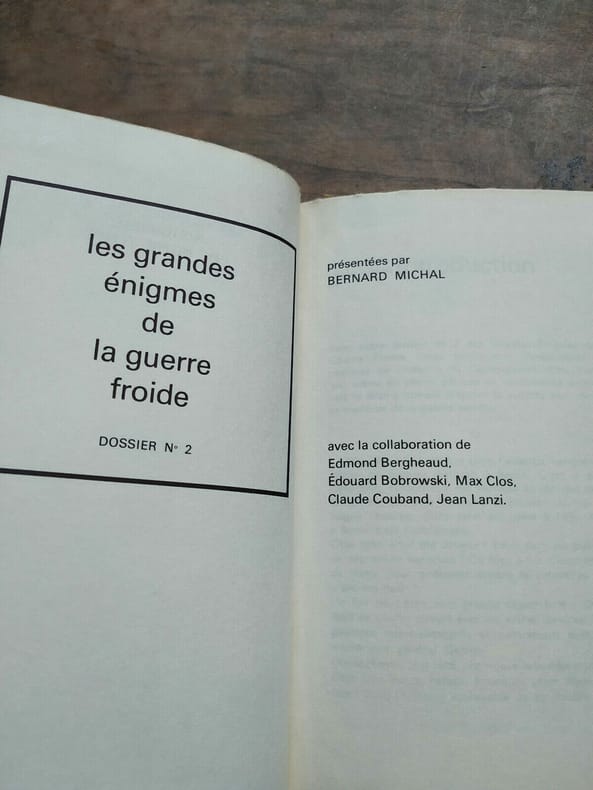 les grandes
énigmes
de
la guerre
froide
DOSSIER N° 2
présentées par
BERNARD MICHAL
avec la collaboration de
Edmond Bergheaud,
Édouard Bobrowski, Max Clos,
Claude Couband, Jean Lanzi.